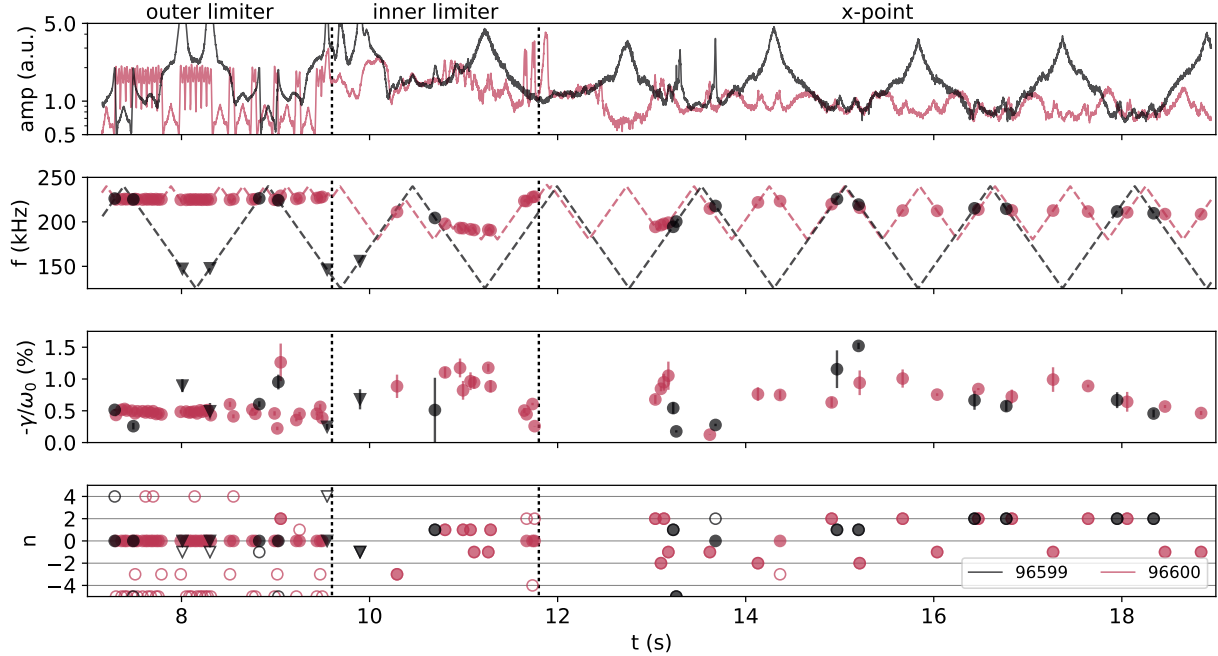 outer limiter inner limiter x-point
amp (a.u.)
5.0
1.0
0.5
f (kHz)
250
200
150
-γ/ω₀ (%)
1.5
1.0
0.5
0.0
n
4
2
0
−2
−4
96599 96600
8 10 12 14 16 18
t (s)